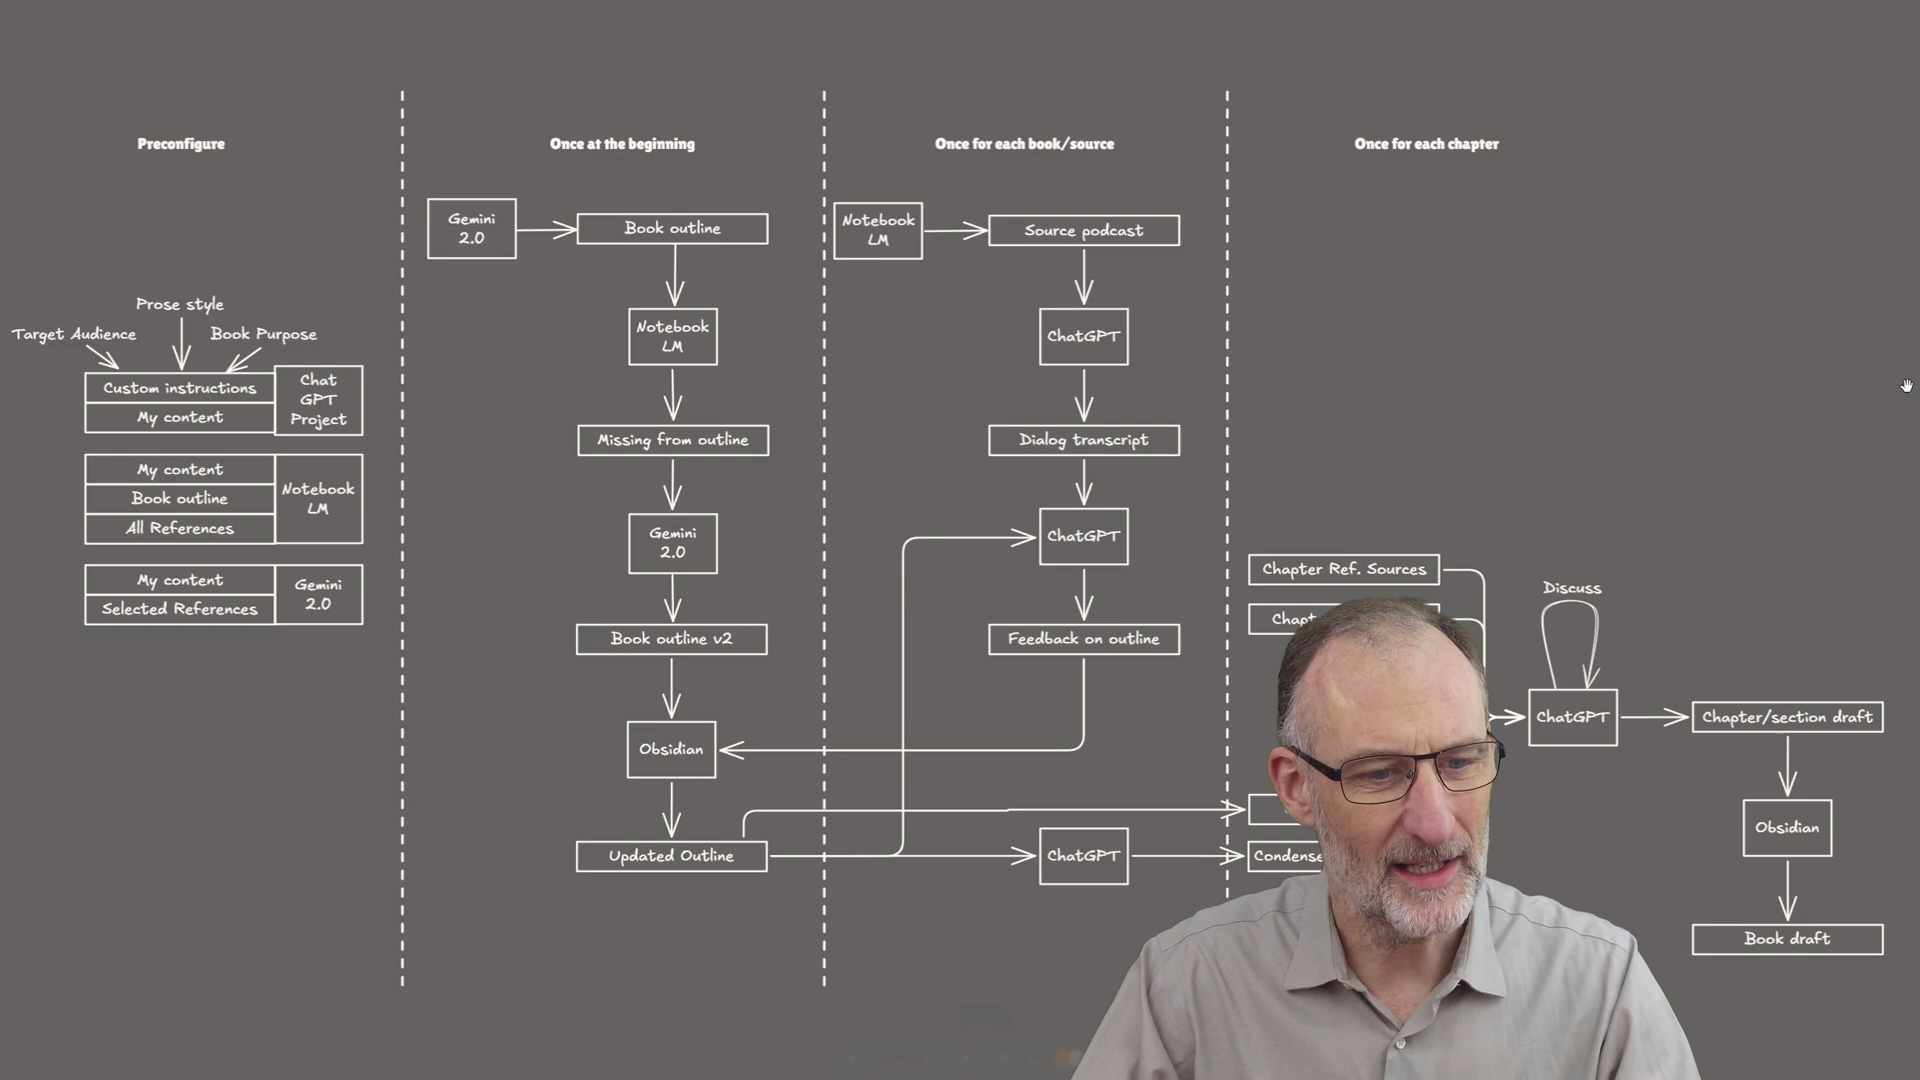 Preconfigure
Once at the beginning
Once for each book/source
Once for each chapter
Prose style
Target Audience
Book Purpose
Custom instructions
My content
Chat
GPT
Project
My content
Book outline
All References
Notebook
LM
My content
Selected References
Gemini
2.0
Gemini
2.0
Book outline
Notebook
LM
Missing from outline
Gemini
2.0
Book outline v2
Obsidian
Updated Outline
Notebook
LM
Source podcast
ChatGPT
Dialog transcript
ChatGPT
Feedback on outline
ChatGPT
Chapter Ref. Sources
Discuss
ChatGPT
Chapter/section draft
Obsidian
Book draft